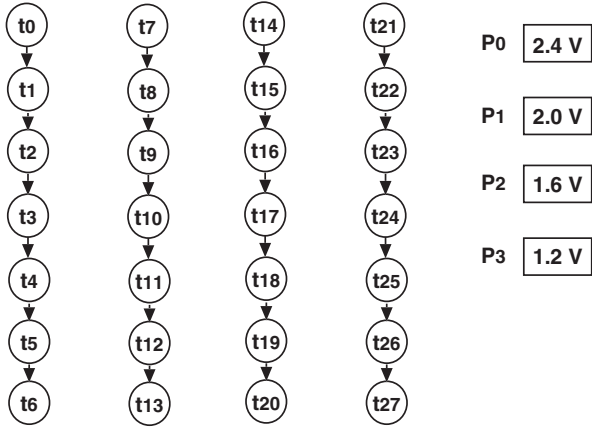 t0 t7 t14 t21
P0 2.4 V
t1 t8 t15 t22
P1 2.0 V
t2 t9 t16 t23
P2 1.6 V
t3 t10 t17 t24
P3 1.2 V
t4 t11 t18 t25
t5 t12 t19 t26
t6 t13 t20 t27